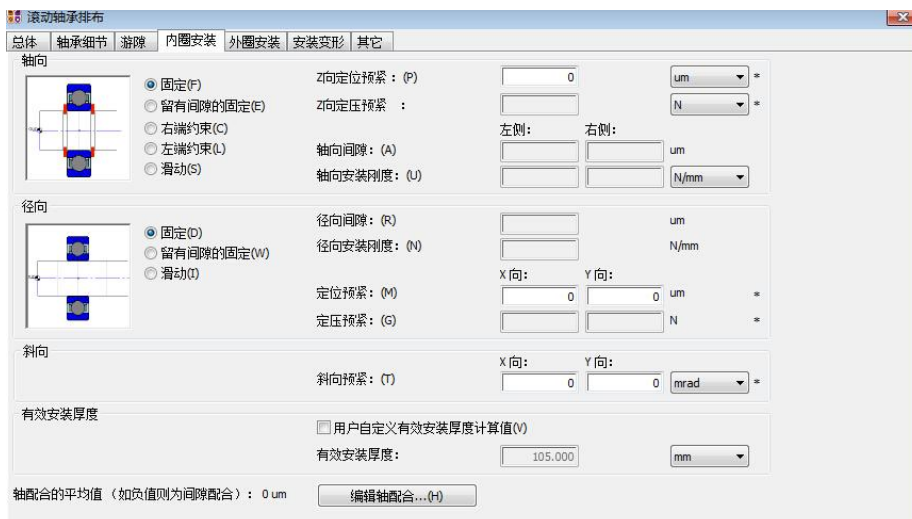 滚动轴承排布
总体 轴承细节 游隙 内圈安装 外圈安装 安装变形 其它
轴向
固定(F)
留有间隙的固定(E)
右端约束(C)
左端约束(L)
滑动(S)
Z向定位预紧：(P) 0 um *
Z向定压预紧 ： N *
左侧: 右侧:
轴向间隙: (A) um
轴向安装刚度: (U) N/mm
径向
固定(D)
留有间隙的固定(W)
滑动(I)
径向间隙: (R) um
径向安装刚度: (N) N/mm
X 向: Y 向:
定位预紧: (M) 0 0 um *
定压预紧: (G) N *
斜向
X 向: Y 向:
斜向预紧: (T) 0 0 mrad *
有效安装厚度
用户自定义有效安装厚度计算值(V)
有效安装厚度: 105.000 mm
轴配合的平均值（如负值则为间隙配合）: 0 um 编辑轴配合...(H)